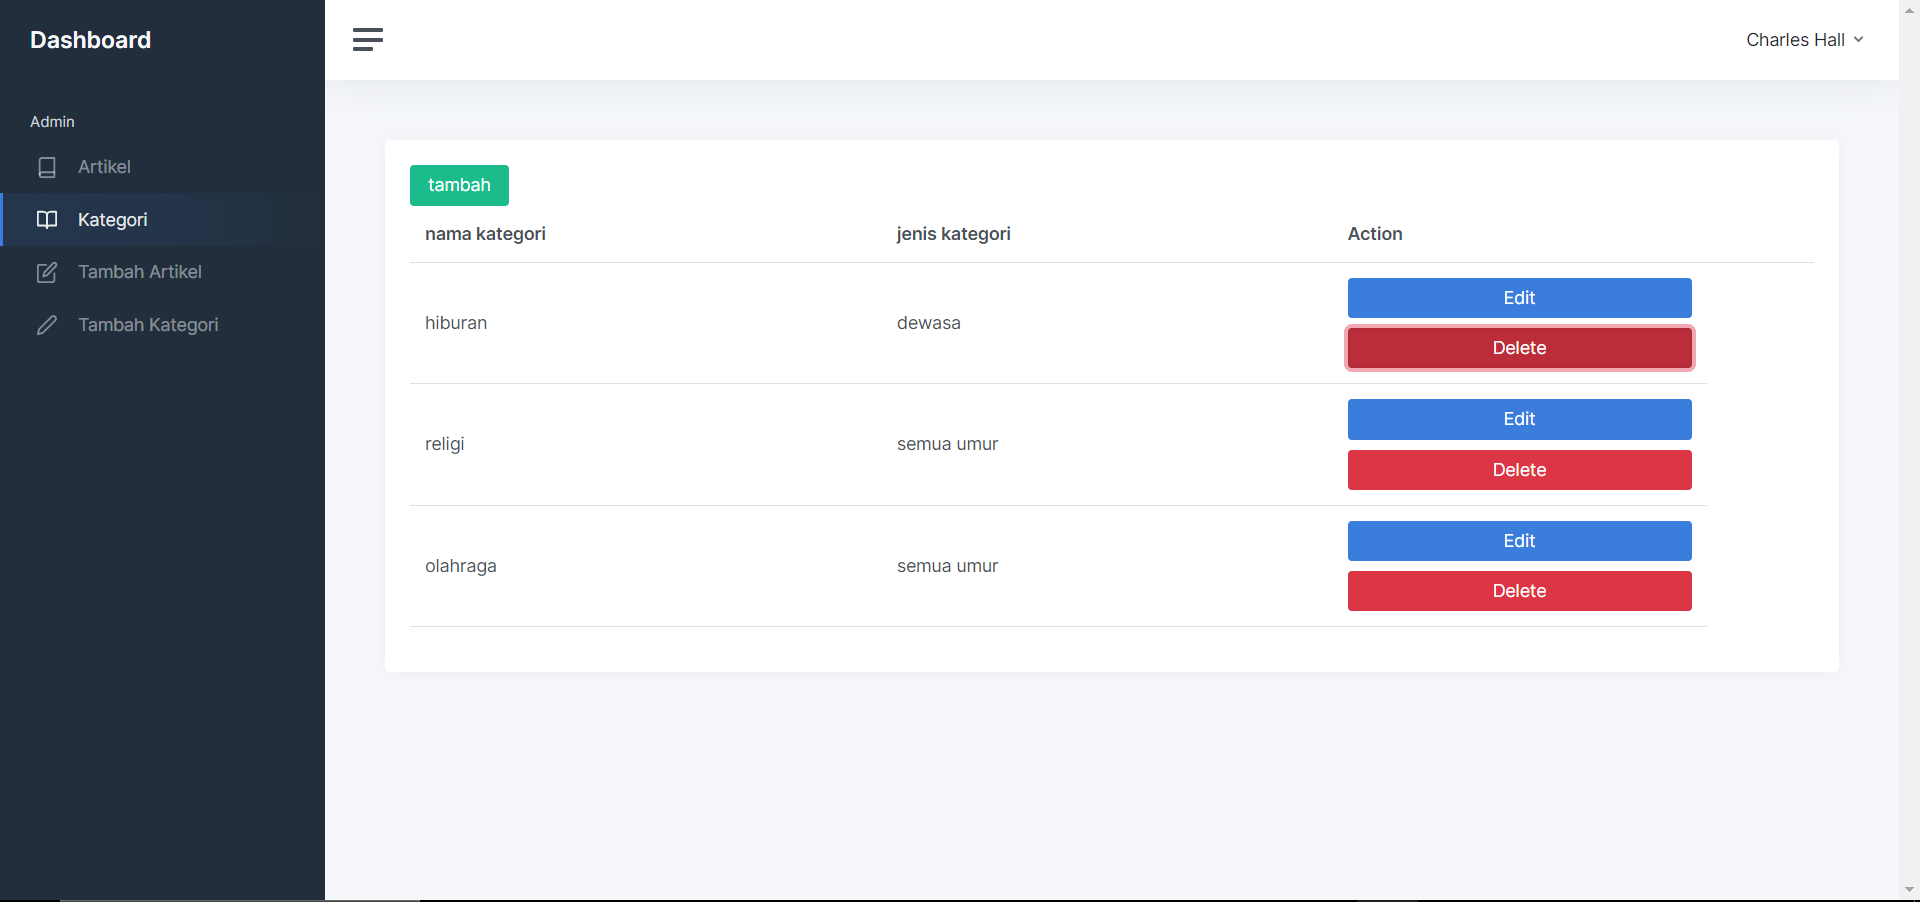 Dashboard
Charles Hall
Admin
Artikel
Kategori
Tambah Artikel
Tambah Kategori
tambah
nama kategori jenis kategori Action
hiburan dewasa Edit
Delete
religi semua umur Edit
Delete
olahraga semua umur Edit
Delete